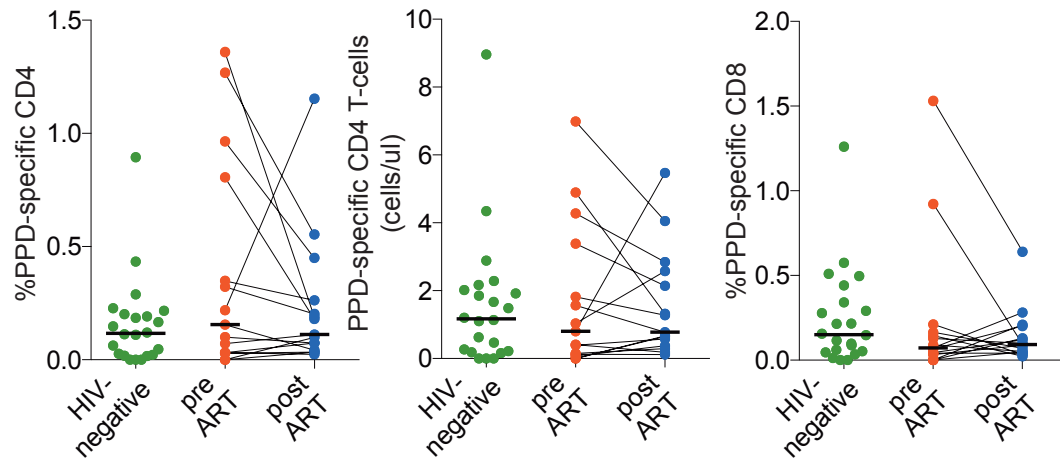 %PPD-specific CD4
1.5
1.0
0.5
0.0
HIV-
negative
pre
ART
post
ART
PPD-specific CD4 T-cells
(cells/ul)
10
8
6
4
2
0
HIV-
negative
pre
ART
post
ART
%PPD-specific CD8
2.0
1.5
1.0
0.5
0.0
HIV-
negative
pre
ART
post
ART